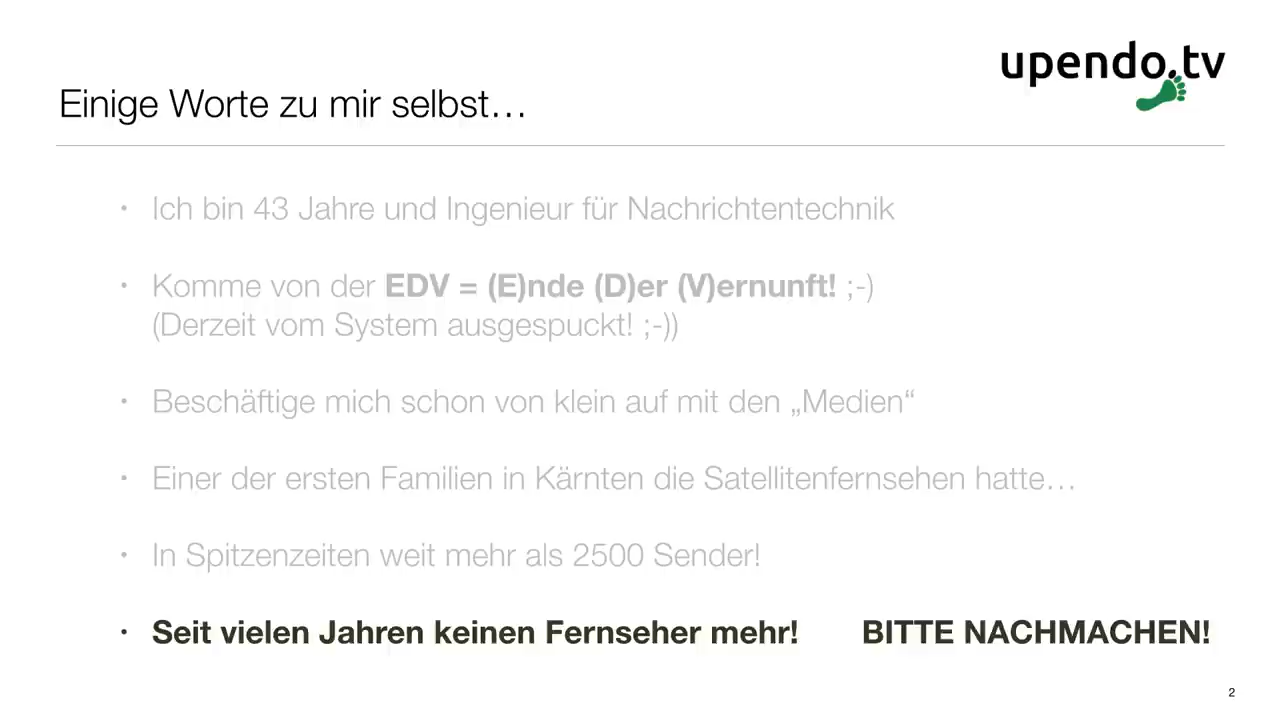 upendo.tv
Einige Worte zu mir selbst…
• Ich bin 43 Jahre und Ingenieur für Nachrichtentechnik
• Komme von der EDV = (E)nde (D)er (V)ernunft! ;-)
(Derzeit vom System ausgespuckt! ;-))
• Beschäftige mich schon von klein auf mit den „Medien“
• Einer der ersten Familien in Kärnten die Satellitenfernsehen hatte…
• In Spitzenzeiten weit mehr als 2500 Sender!
• Seit vielen Jahren keinen Fernseher mehr! BITTE NACHMACHEN!
2